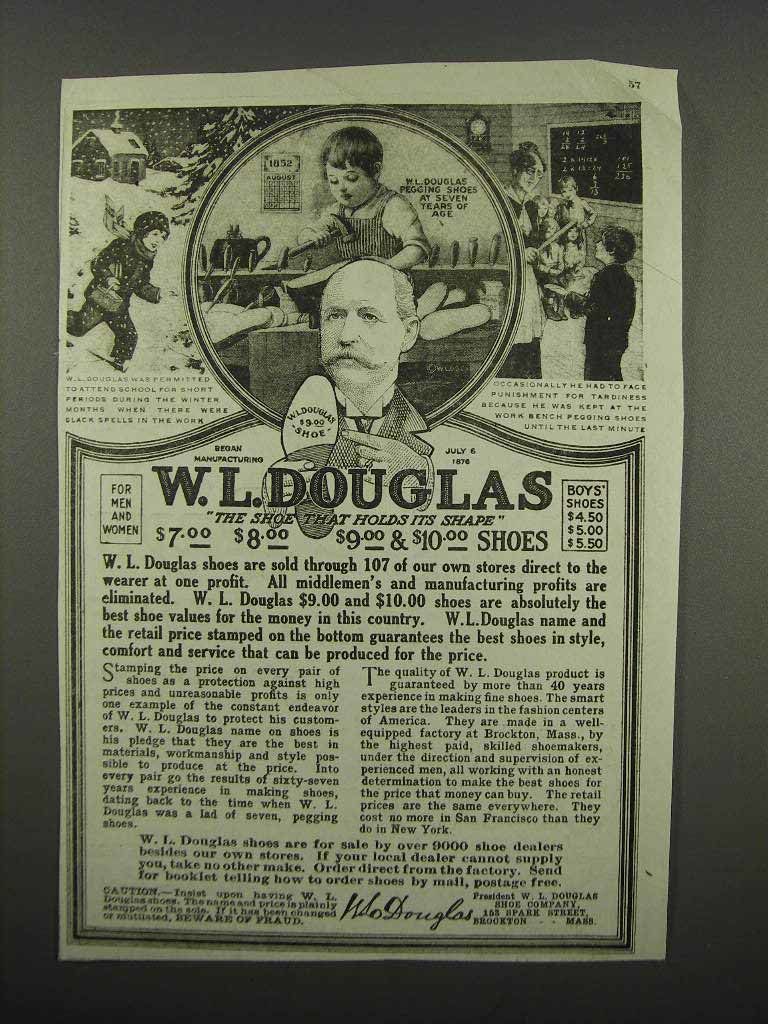 57
1852
AUGUST
W.L.DOUGLAS
PEGGING SHOES
AT SEVEN
YEARS OF
AGE
W.L.DOUGLAS WAS PERMITTED
TO ATTEND SCHOOL FOR SHORT
PERIODS DURING THE WINTER
MONTHS WHEN THERE WERE
SLACK SPELLS IN THE WORK
OCCASIONALLY HE HAD TO FACE
PUNISHMENT FOR TARDINESS
BECAUSE HE WAS KEPT AT THE
WORK BENCH PEGGING SHOES
UNTIL THE LAST MINUTE
W.L.DOUGLAS
$9.00
SHOE
BEGAN
MANUFACTURING
JULY 6
1876
W.L.DOUGLAS
"THE SHOE THAT HOLDS ITS SHAPE"
FOR
MEN
AND
WOMEN
$7.00 $8.00 $9.00 & $10.00 SHOES
BOYS'
SHOES
$4.50
$5.00
$5.50
W. L. Douglas shoes are sold through 107 of our own stores direct to the
wearer at one profit. All middlemen's and manufacturing profits are
eliminated. W. L. Douglas $9.00 and $10.00 shoes are absolutely the
best shoe values for the money in this country. W.L.Douglas name and
the retail price stamped on the bottom guarantees the best shoes in style,
comfort and service that can be produced for the price.
Stamping the price on every pair of
shoes as a protection against high
prices and unreasonable profits is only
one example of the constant endeavor
of W. L. Douglas to protect his custom-
ers. W. L. Douglas name on shoes is
his pledge that they are the best in
materials, workmanship and style pos-
sible to produce at the price. Into
every pair go the results of sixty-seven
years experience in making shoes,
dating back to the time when W. L.
Douglas was a lad of seven, pegging
shoes.
The quality of W. L. Douglas product is
guaranteed by more than 40 years
experience in making fine shoes. The smart
styles are the leaders in the fashion centers
of America. They are made in a well-
equipped factory at Brockton, Mass., by
the highest paid, skilled shoemakers,
under the direction and supervision of ex-
perienced men, all working with an honest
determination to make the best shoes for
the price that money can buy. The retail
prices are the same everywhere. They
cost no more in San Francisco than they
do in New York.
W. L. Douglas shoes are for sale by over 9000 shoe dealers
besides our own stores. If your local dealer cannot supply
you, take no other make. Order direct from the factory. Send
for booklet telling how to order shoes by mail, postage free.
CAUTION.—Insist upon having W. L.
Douglas shoes. The name and price is plainly
stamped on the sole. If it has been changed
or mutilated, BEWARE OF FRAUD.
W.L. Douglas
President W. L. DOUGLAS
SHOE COMPANY,
153 SPARK STREET,
BROCKTON - - MASS.